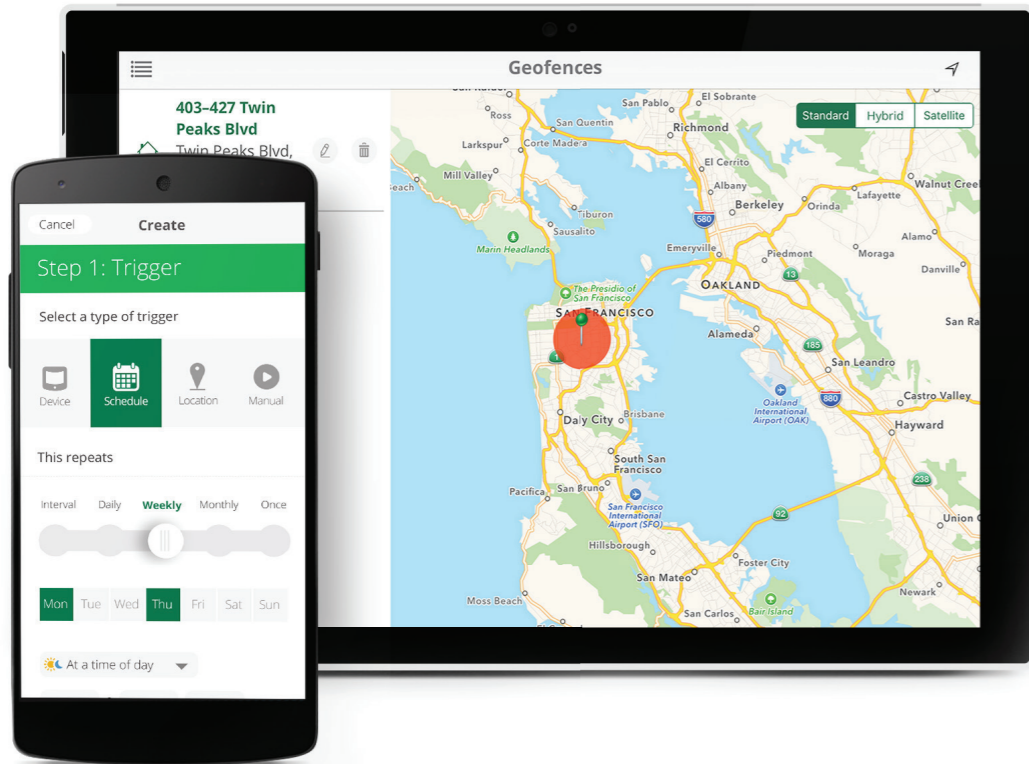 Geofences
403–427 Twin
Peaks Blvd
Twin Peaks Blvd,
Standard Hybrid Satellite
Ross
San Quentin
Larkspur
Corte Madera
Mill Valley
Tiburon
Sausalito
Marin Headlands
The Presidio of
San Francisco
SAN FRANCISCO
San Pablo
El Sobrante
Richmond
El Cerrito
Albany
Berkeley
Orinda
Lafayette
Walnut Cree
580
Emeryville
Piedmont
Moraga
Alamo
Danville
OAKLAND
13
Alameda
185
San Leandro
San Ra
1
Oakland
International
Airport (OAK)
880
Castro Valley
Hayward
Daly City
Brisbane
South San
Francisco
Pacifica
San Bruno
San Francisco
International
Airport (SFO)
238
92
Union C
Hillsborough
Foster City
San Mateo
Newark
Moss Beach
San Carlos
Bair Island
Cancel
Create
Step 1: Trigger
Select a type of trigger
Device Schedule Location Manual
This repeats
Interval Daily Weekly Monthly Once
Mon Tue Wed Thu Fri Sat Sun
At a time of day